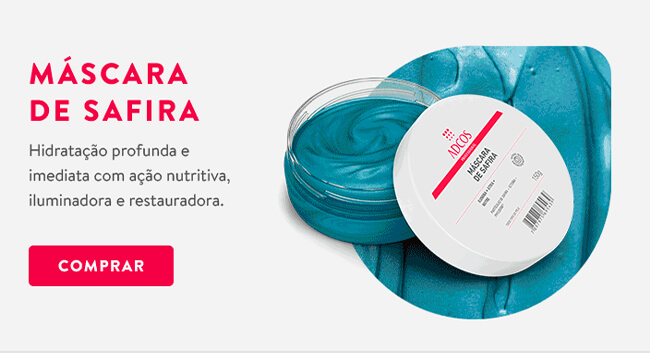 MÁSCARA
DE SAFIRA
Hidratação profunda e
imediata com ação nutritiva,
iluminadora e restauradora.
COMPRAR
ADCOS
MÁSCARA
DE SAFIRA
150g